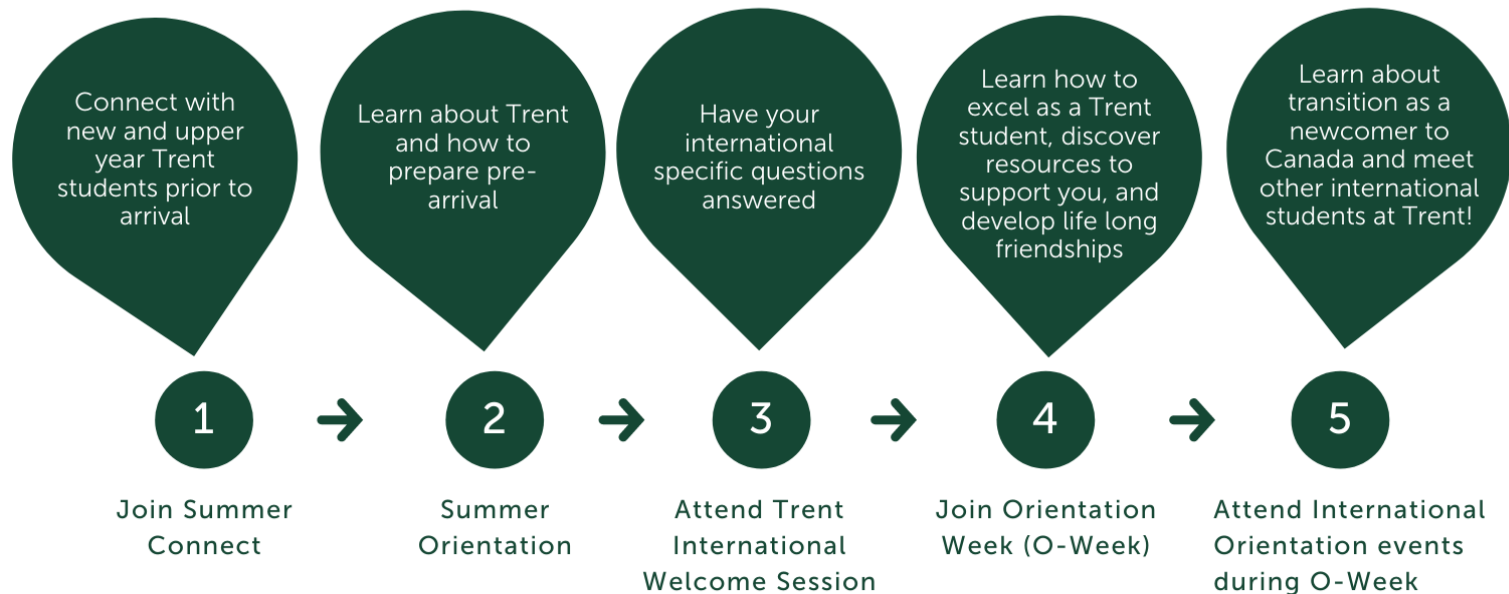 Connect with
new and upper
year Trent
students prior to
arrival
Learn about Trent
and how to
prepare pre-
arrival
Have your
international
specific questions
answered
Learn how to
excel as a Trent
student, discover
resources to
support you, and
develop life long
friendships
Learn about
transition as a
newcomer to
Canada and meet
other international
students at Trent!
1
2
3
4
5
Join Summer
Connect
Summer
Orientation
Attend Trent
International
Welcome Session
Join Orientation
Week (O-Week)
Attend International
Orientation events
during O-Week